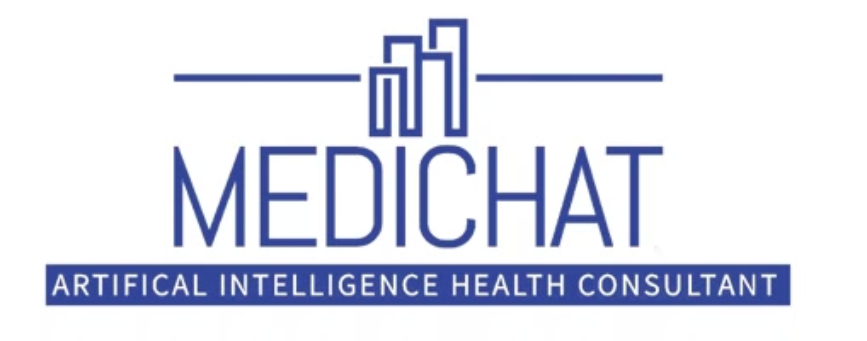 MEDICHAT
ARTIFICAL INTELLIGENCE HEALTH CONSULTANT